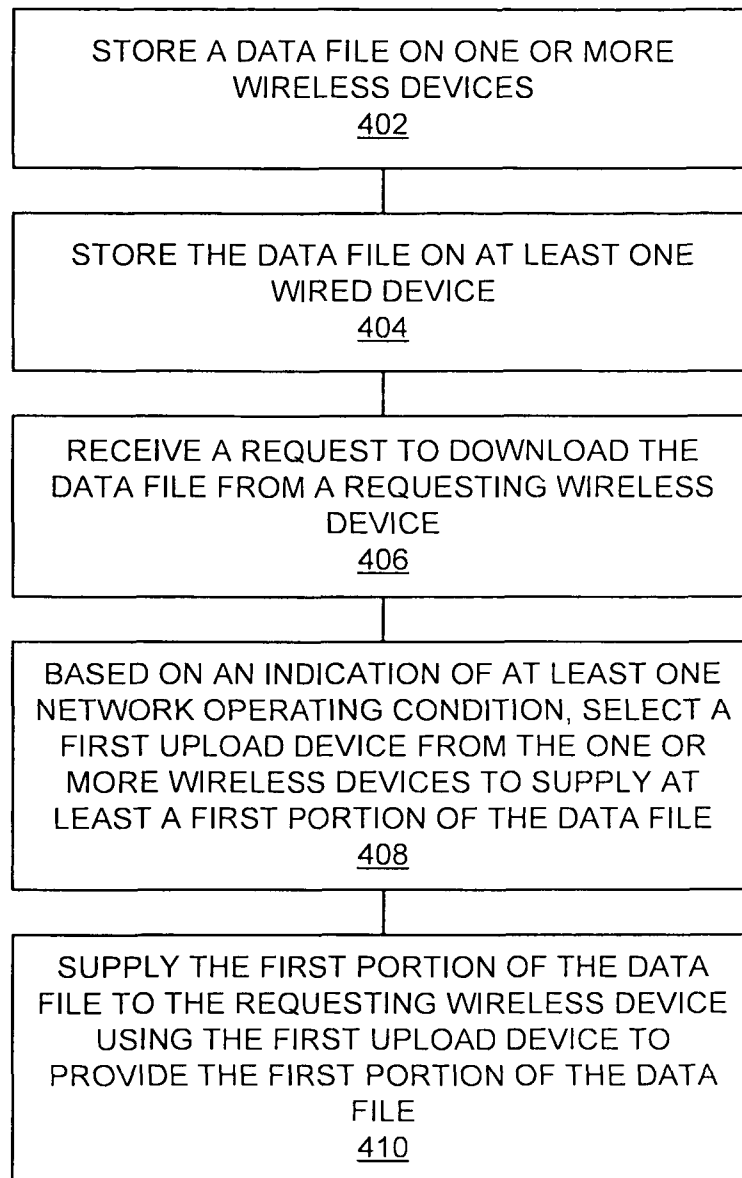 STORE A DATA FILE ON ONE OR MORE
WIRELESS DEVICES
402
STORE THE DATA FILE ON AT LEAST ONE
WIRED DEVICE
404
RECEIVE A REQUEST TO DOWNLOAD THE
DATA FILE FROM A REQUESTING WIRELESS
DEVICE
406
BASED ON AN INDICATION OF AT LEAST ONE
NETWORK OPERATING CONDITION, SELECT A
FIRST UPLOAD DEVICE FROM THE ONE OR
MORE WIRELESS DEVICES TO SUPPLY AT
LEAST A FIRST PORTION OF THE DATA FILE
408
SUPPLY THE FIRST PORTION OF THE DATA
FILE TO THE REQUESTING WIRELESS DEVICE
USING THE FIRST UPLOAD DEVICE TO
PROVIDE THE FIRST PORTION OF THE DATA
FILE
410